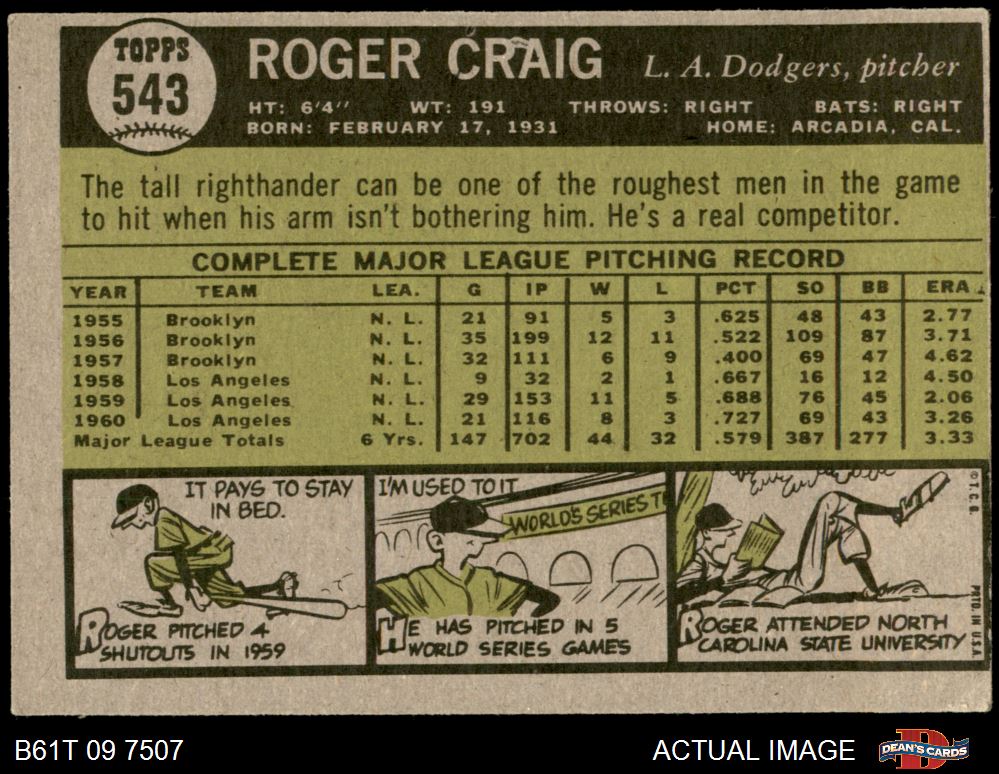 TOPPS
543
ROGER CRAIG L. A. Dodgers, pitcher
HT: 6'4" WT: 191 THROWS: RIGHT BATS: RIGHT
BORN: FEBRUARY 17, 1931 HOME: ARCADIA, CAL.
The tall righthander can be one of the roughest men in the game
to hit when his arm isn't bothering him. He's a real competitor.
COMPLETE MAJOR LEAGUE PITCHING RECORD
YEAR TEAM LEA. G IP W L PCT SO BB ERA
1955 Brooklyn N. L. 21 91 5 3 .625 48 43 2.77
1956 Brooklyn N. L. 35 199 12 11 .522 109 87 3.71
1957 Brooklyn N. L. 32 111 6 9 .400 69 47 4.62
1958 Los Angeles N. L. 9 32 2 1 .667 16 12 4.50
1959 Los Angeles N. L. 29 153 11 5 .688 76 45 2.06
1960 Los Angeles N. L. 21 116 8 3 .727 69 43 3.26
Major League Totals 6 Yrs. 147 702 44 32 .579 387 277 3.33
IT PAYS TO STAY
IN BED.
ROGER PITCHED 4
SHUTOUTS IN 1959
I'M USED TO IT
WORLD'S SERIES T
HE HAS PITCHED IN 5
WORLD SERIES GAMES
ROGER ATTENDED NORTH
CAROLINA STATE UNIVERSITY
© T.C.G.
PRTD. IN U.S.A.
B61T 09 7507
ACTUAL IMAGE
DEAN'S CARDS